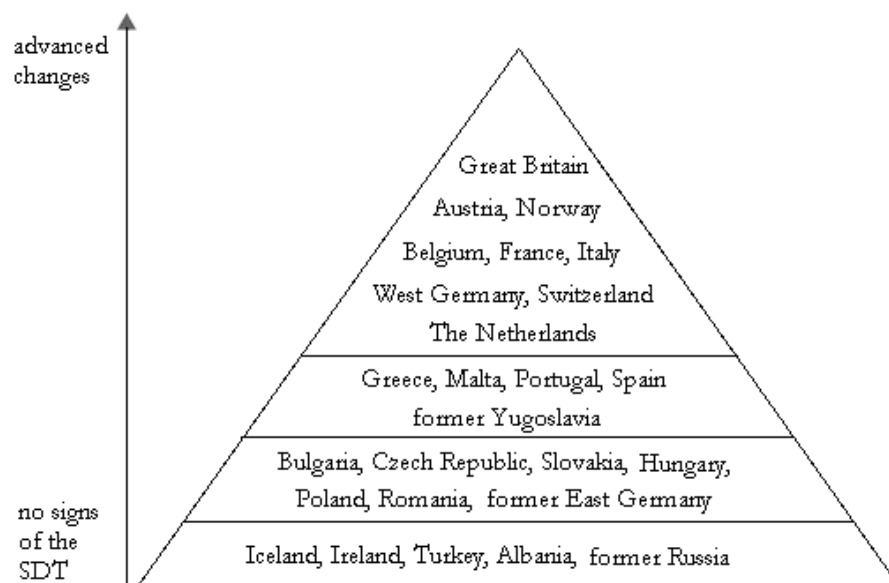 advanced
changes
Great Britain
Austria, Norway
Belgium, France, Italy
West Germany, Switzerland
The Netherlands
Greece, Malta, Portugal, Spain
former Yugoslavia
Bulgaria, Czech Republic, Slovakia, Hungary,
Poland, Romania, former East Germany
no signs
of the
SDT
Iceland, Ireland, Turkey, Albania, former Russia